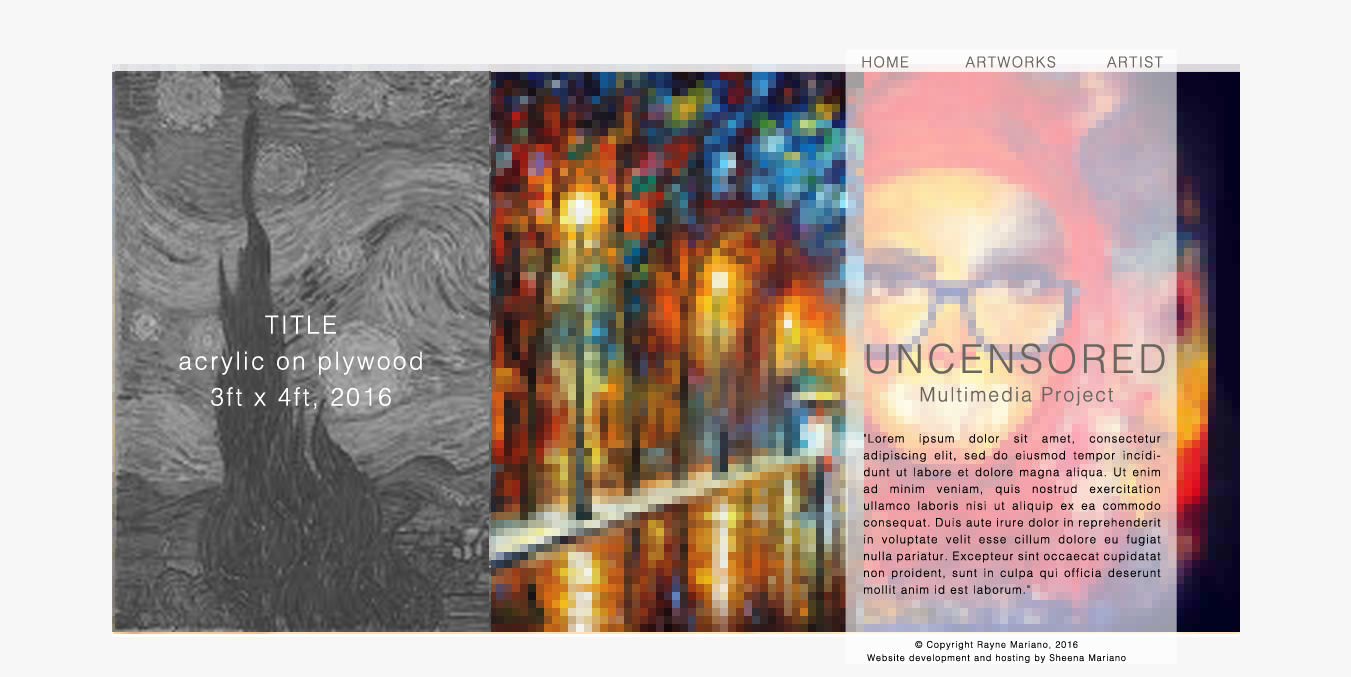 HOME ARTWORKS ARTIST
TITLE
acrylic on plywood
3ft x 4ft, 2016
UNCENSORED
Multimedia Project
"Lorem ipsum dolor sit amet, consectetur
adipiscing elit, sed do eiusmod tempor incidi-
dunt ut labore et dolore magna aliqua. Ut enim
ad minim veniam, quis nostrud exercitation
ullamco laboris nisi ut aliquip ex ea commodo
consequat. Duis aute irure dolor in reprehenderit
in voluptate velit esse cillum dolore eu fugiat
nulla pariatur. Excepteur sint occaecat cupidatat
non proident, sunt in culpa qui officia deserunt
mollit anim id est laborum."
© Copyright Rayne Mariano, 2016
Website development and hosting by Sheena Mariano